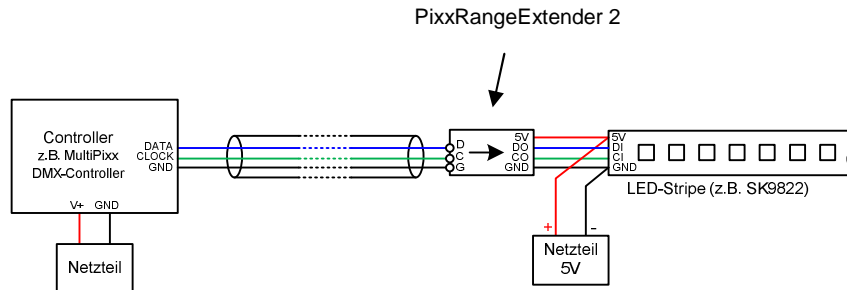 PixxRangeExtender 2
Controller
z.B. MultiPixx
DMX-Controller
DATA
CLOCK
GND
V+
GND
Netzteil
D
C
G
5V
DO
CO
GND
5V
DI
CI
GND
LED-Stripe (z.B. SK9822)
+
-
Netzteil
5V